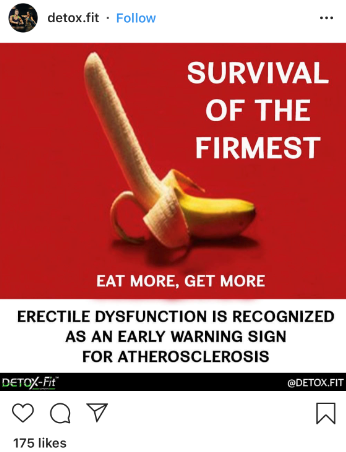 detox.fit · Follow
SURVIVAL
OF THE
FIRMEST
EAT MORE, GET MORE
ERECTILE DYSFUNCTION IS RECOGNIZED
AS AN EARLY WARNING SIGN
FOR ATHEROSCLEROSIS
DETOX-Fit™
@DETOX.FIT
175 likes